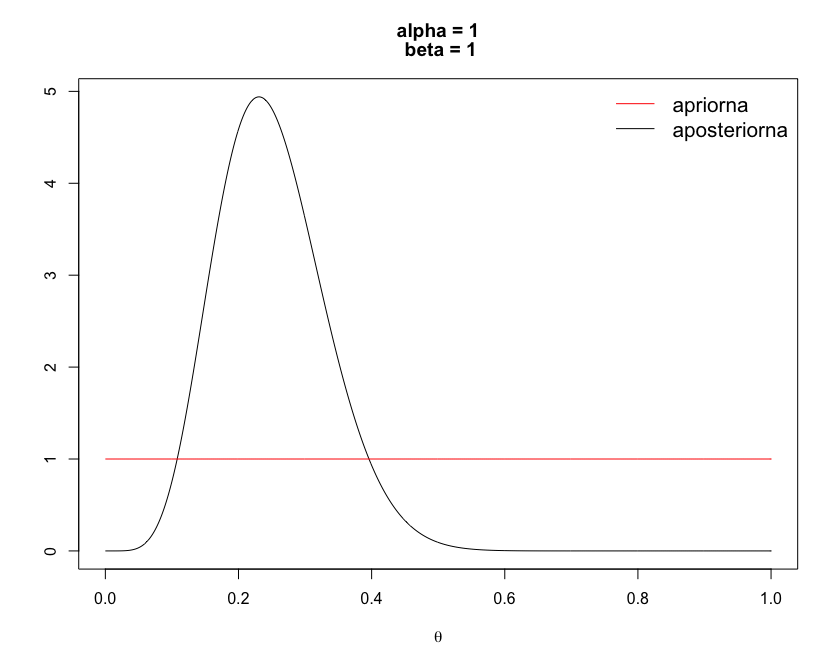 alpha = 1
beta = 1
apriorna
aposteriorna
5
4
3
2
1
0
0.0 0.2 0.4 0.6 0.8 1.0
θ